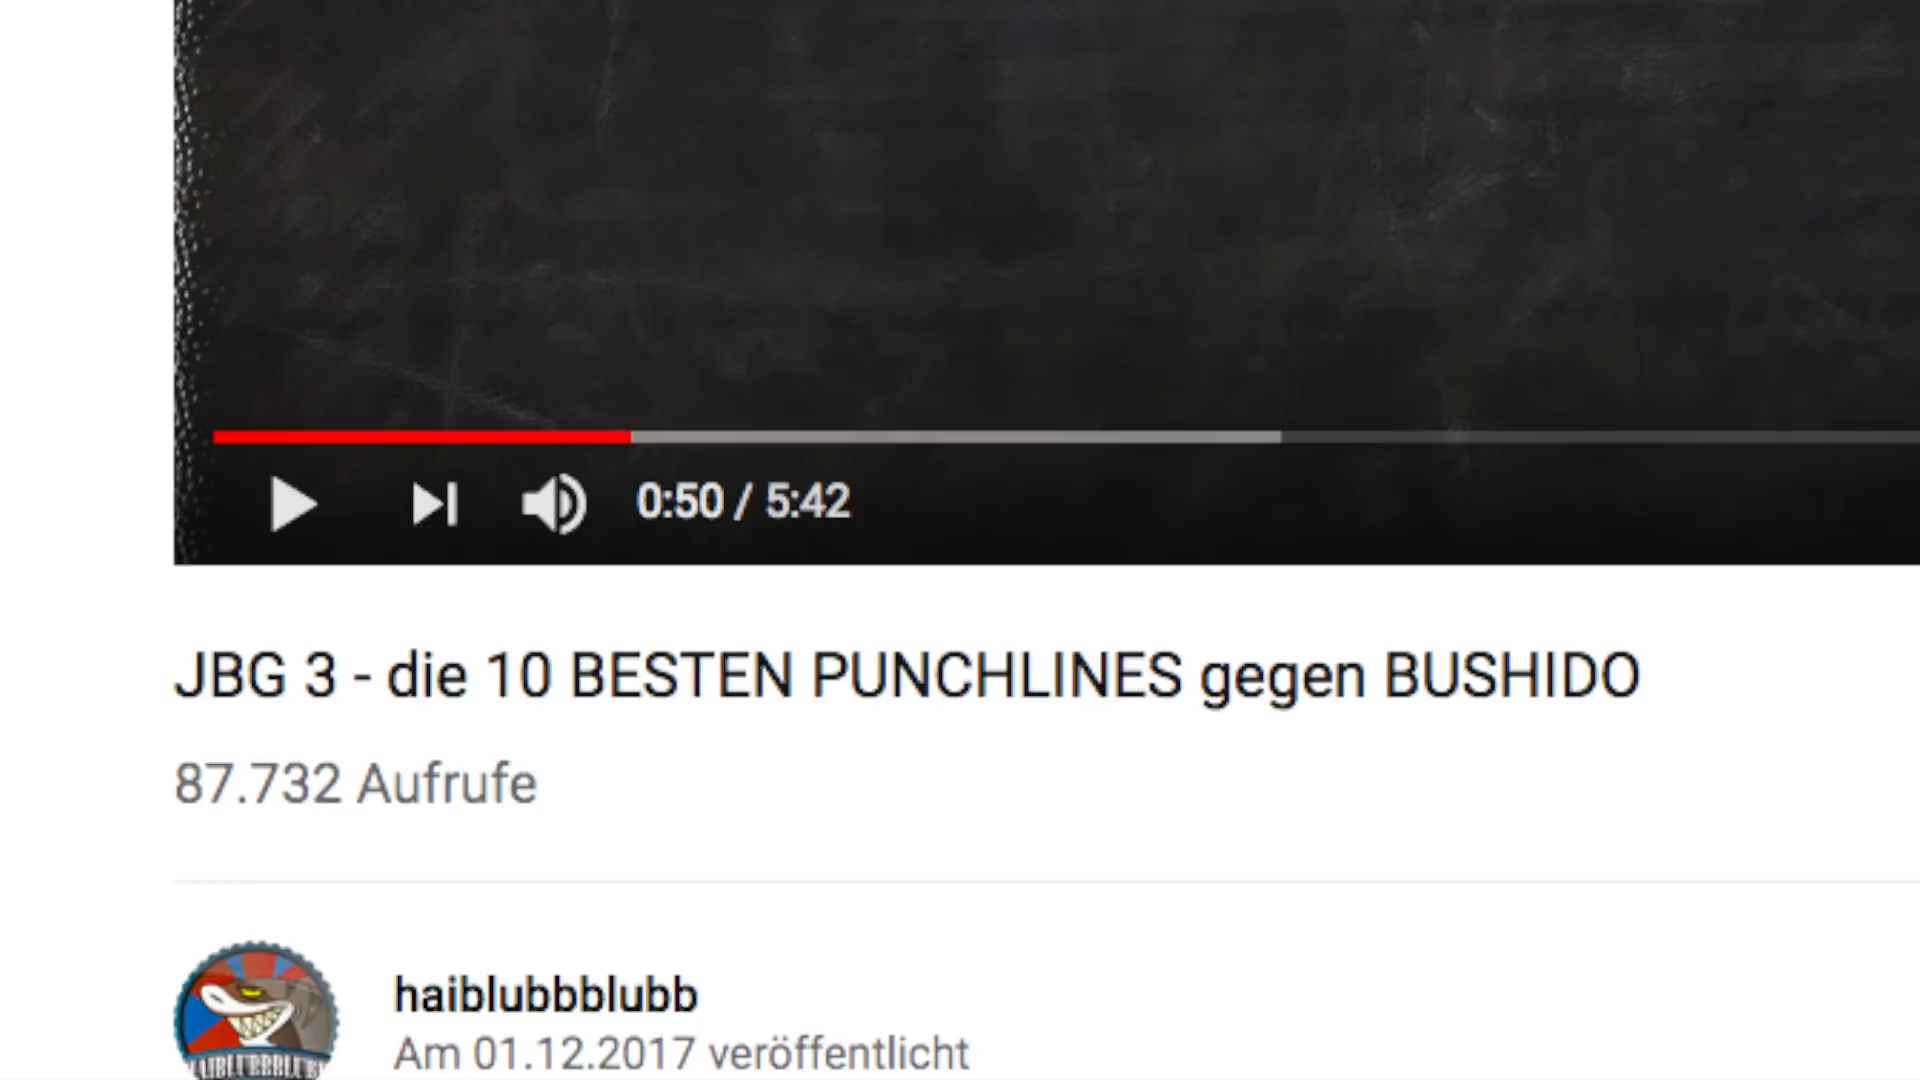 0:50 / 5:42
JBG 3 - die 10 BESTEN PUNCHLINES gegen BUSHIDO
87.732 Aufrufe
haiblubbblubb
Am 01.12.2017 veröffentlicht